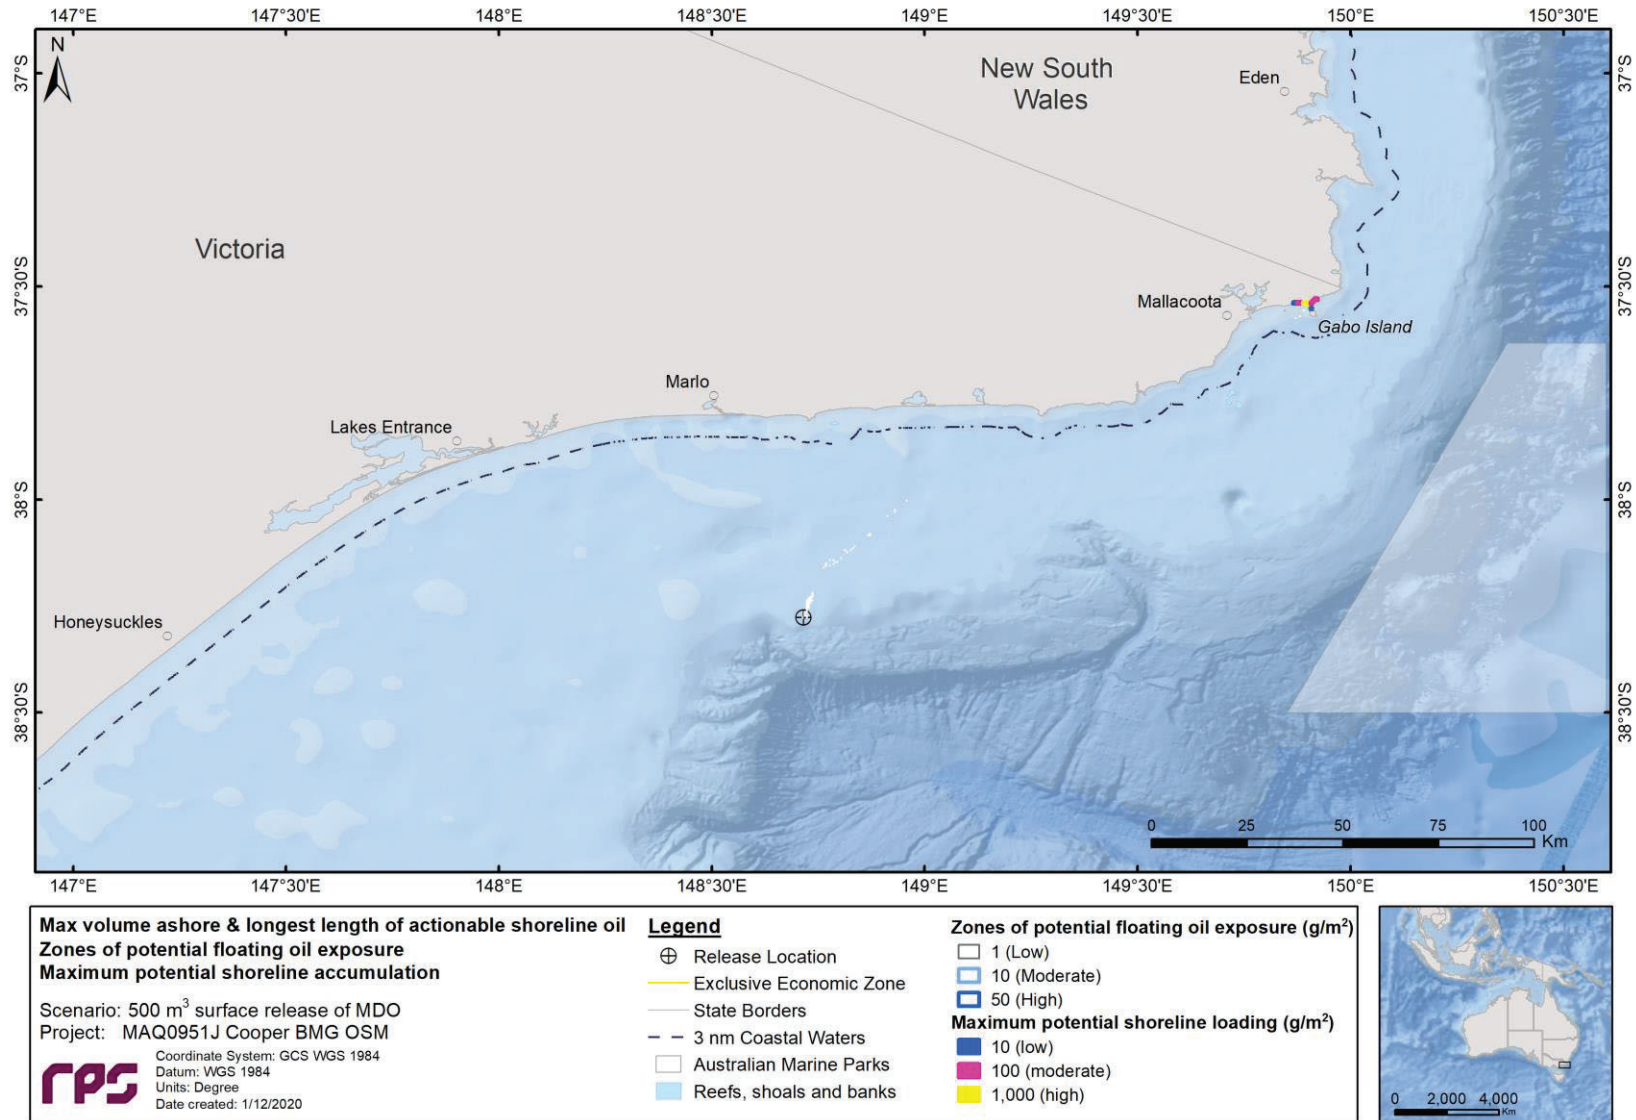 147°E 147°30'E 148°E 148°30'E 149°E 149°30'E 150°E 150°30'E
N
37°S
37°S
New South
Wales
Eden
Victoria
37°30'S
37°30'S
Mallacoota
Gabo Island
Marlo
Lakes Entrance
38°S
38°S
Honeysuckles
38°30'S
38°30'S
0 25 50 75 100
Km
147°E 147°30'E 148°E 148°30'E 149°E 149°30'E 150°E 150°30'E
Max volume ashore & longest length of actionable shoreline oil
Zones of potential floating oil exposure
Maximum potential shoreline accumulation
Scenario: 500 m³ surface release of MDO
Project: MAQ0951J Cooper BMG OSM
rps
Coordinate System: GCS WGS 1984
Datum: WGS 1984
Units: Degree
Date created: 1/12/2020
Legend
Release Location
Exclusive Economic Zone
State Borders
3 nm Coastal Waters
Australian Marine Parks
Reefs, shoals and banks
Zones of potential floating oil exposure (g/m²)
1 (Low)
10 (Moderate)
50 (High)
Maximum potential shoreline loading (g/m²)
10 (low)
100 (moderate)
1,000 (high)
0 2,000 4,000
Km